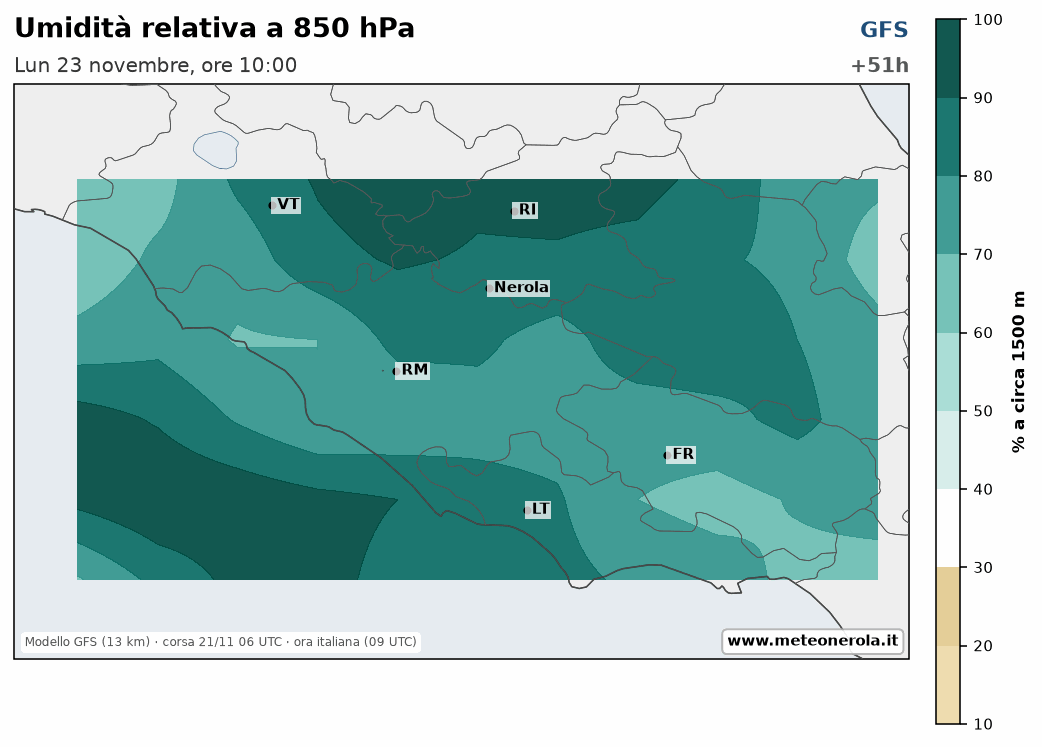 Umidità relativa a 850 hPa
GFS
Lun 23 novembre, ore 10:00
+51h
VT
RI
Nerola
RM
FR
LT
Modello GFS (13 km) · corsa 21/11 06 UTC · ora italiana (09 UTC)
www.meteonerola.it
100
90
80
70
60
50
40
30
20
10
% a circa 1500 m